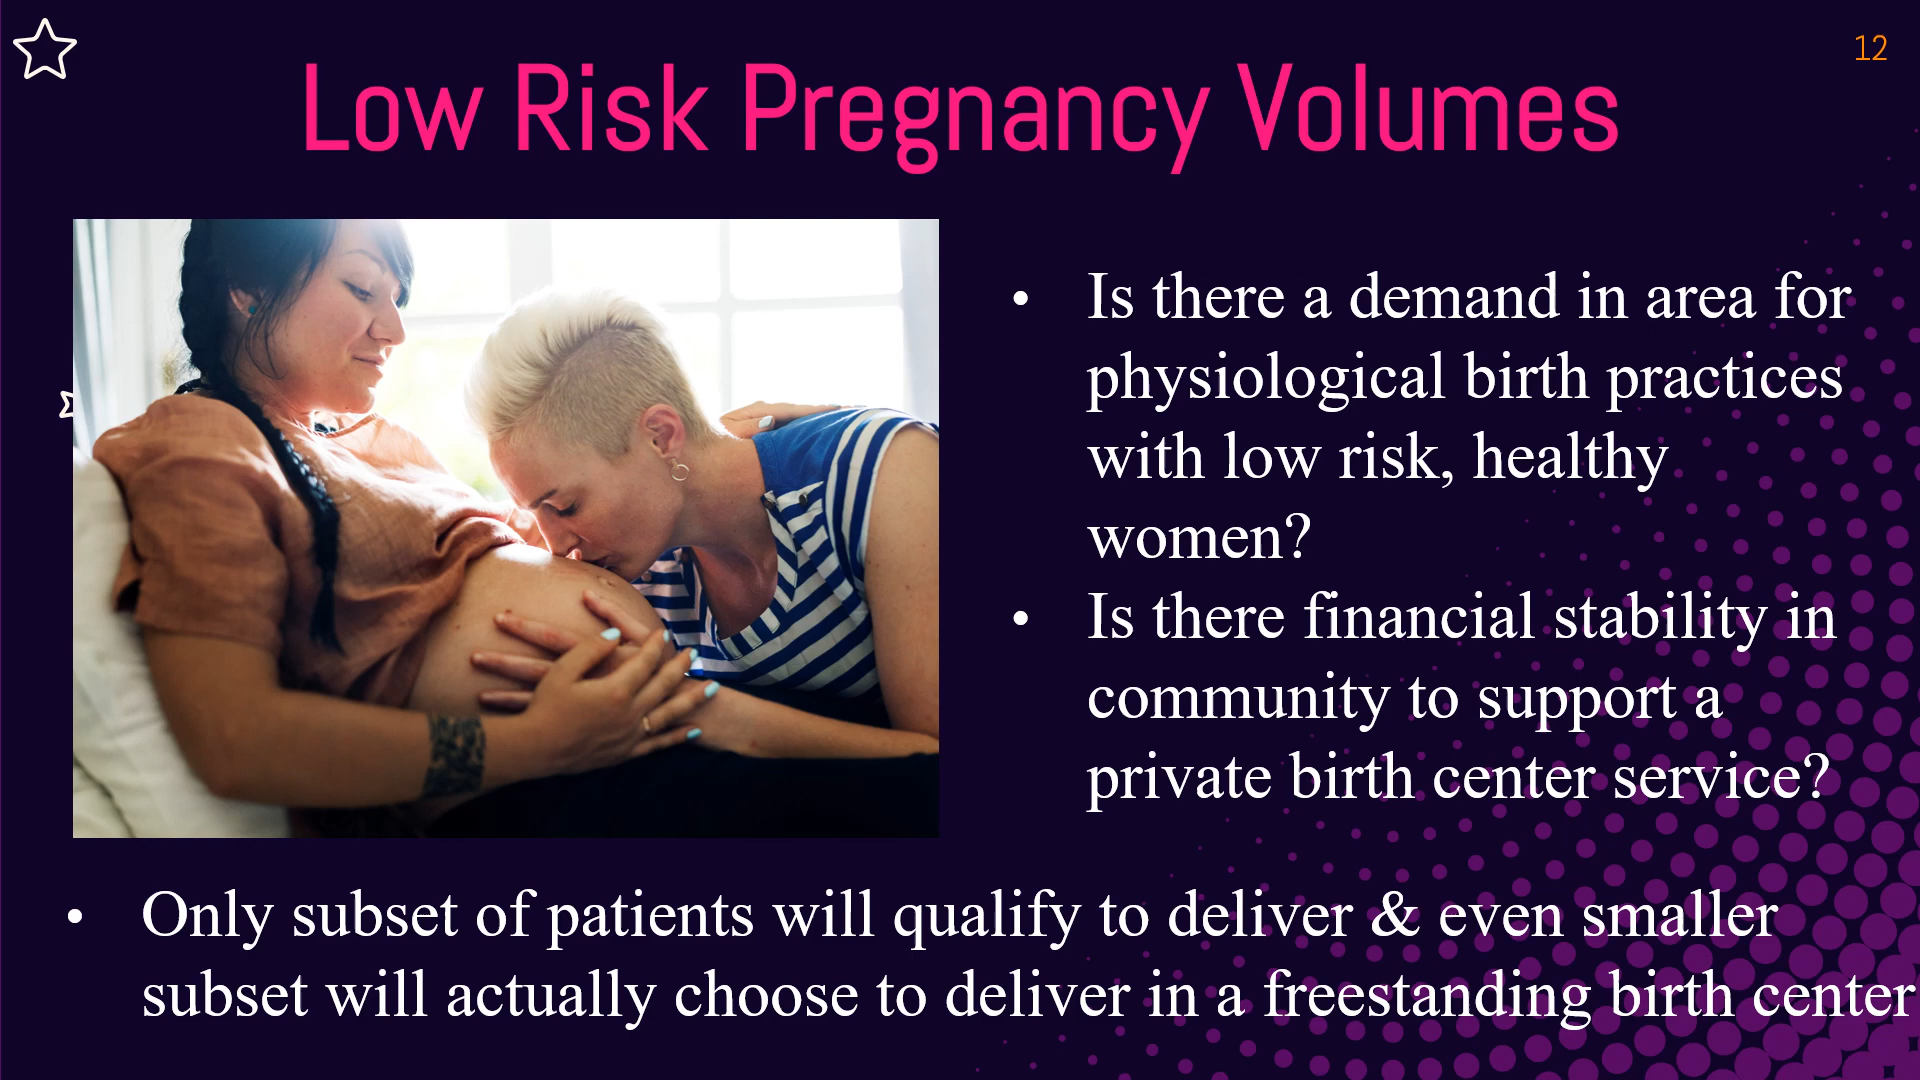 12
Low Risk Pregnancy Volumes
• Is there a demand in area for
physiological birth practices
with low risk, healthy
women?
• Is there financial stability in
community to support a
private birth center service?
• Only subset of patients will qualify to deliver & even smaller
subset will actually choose to deliver in a freestanding birth center